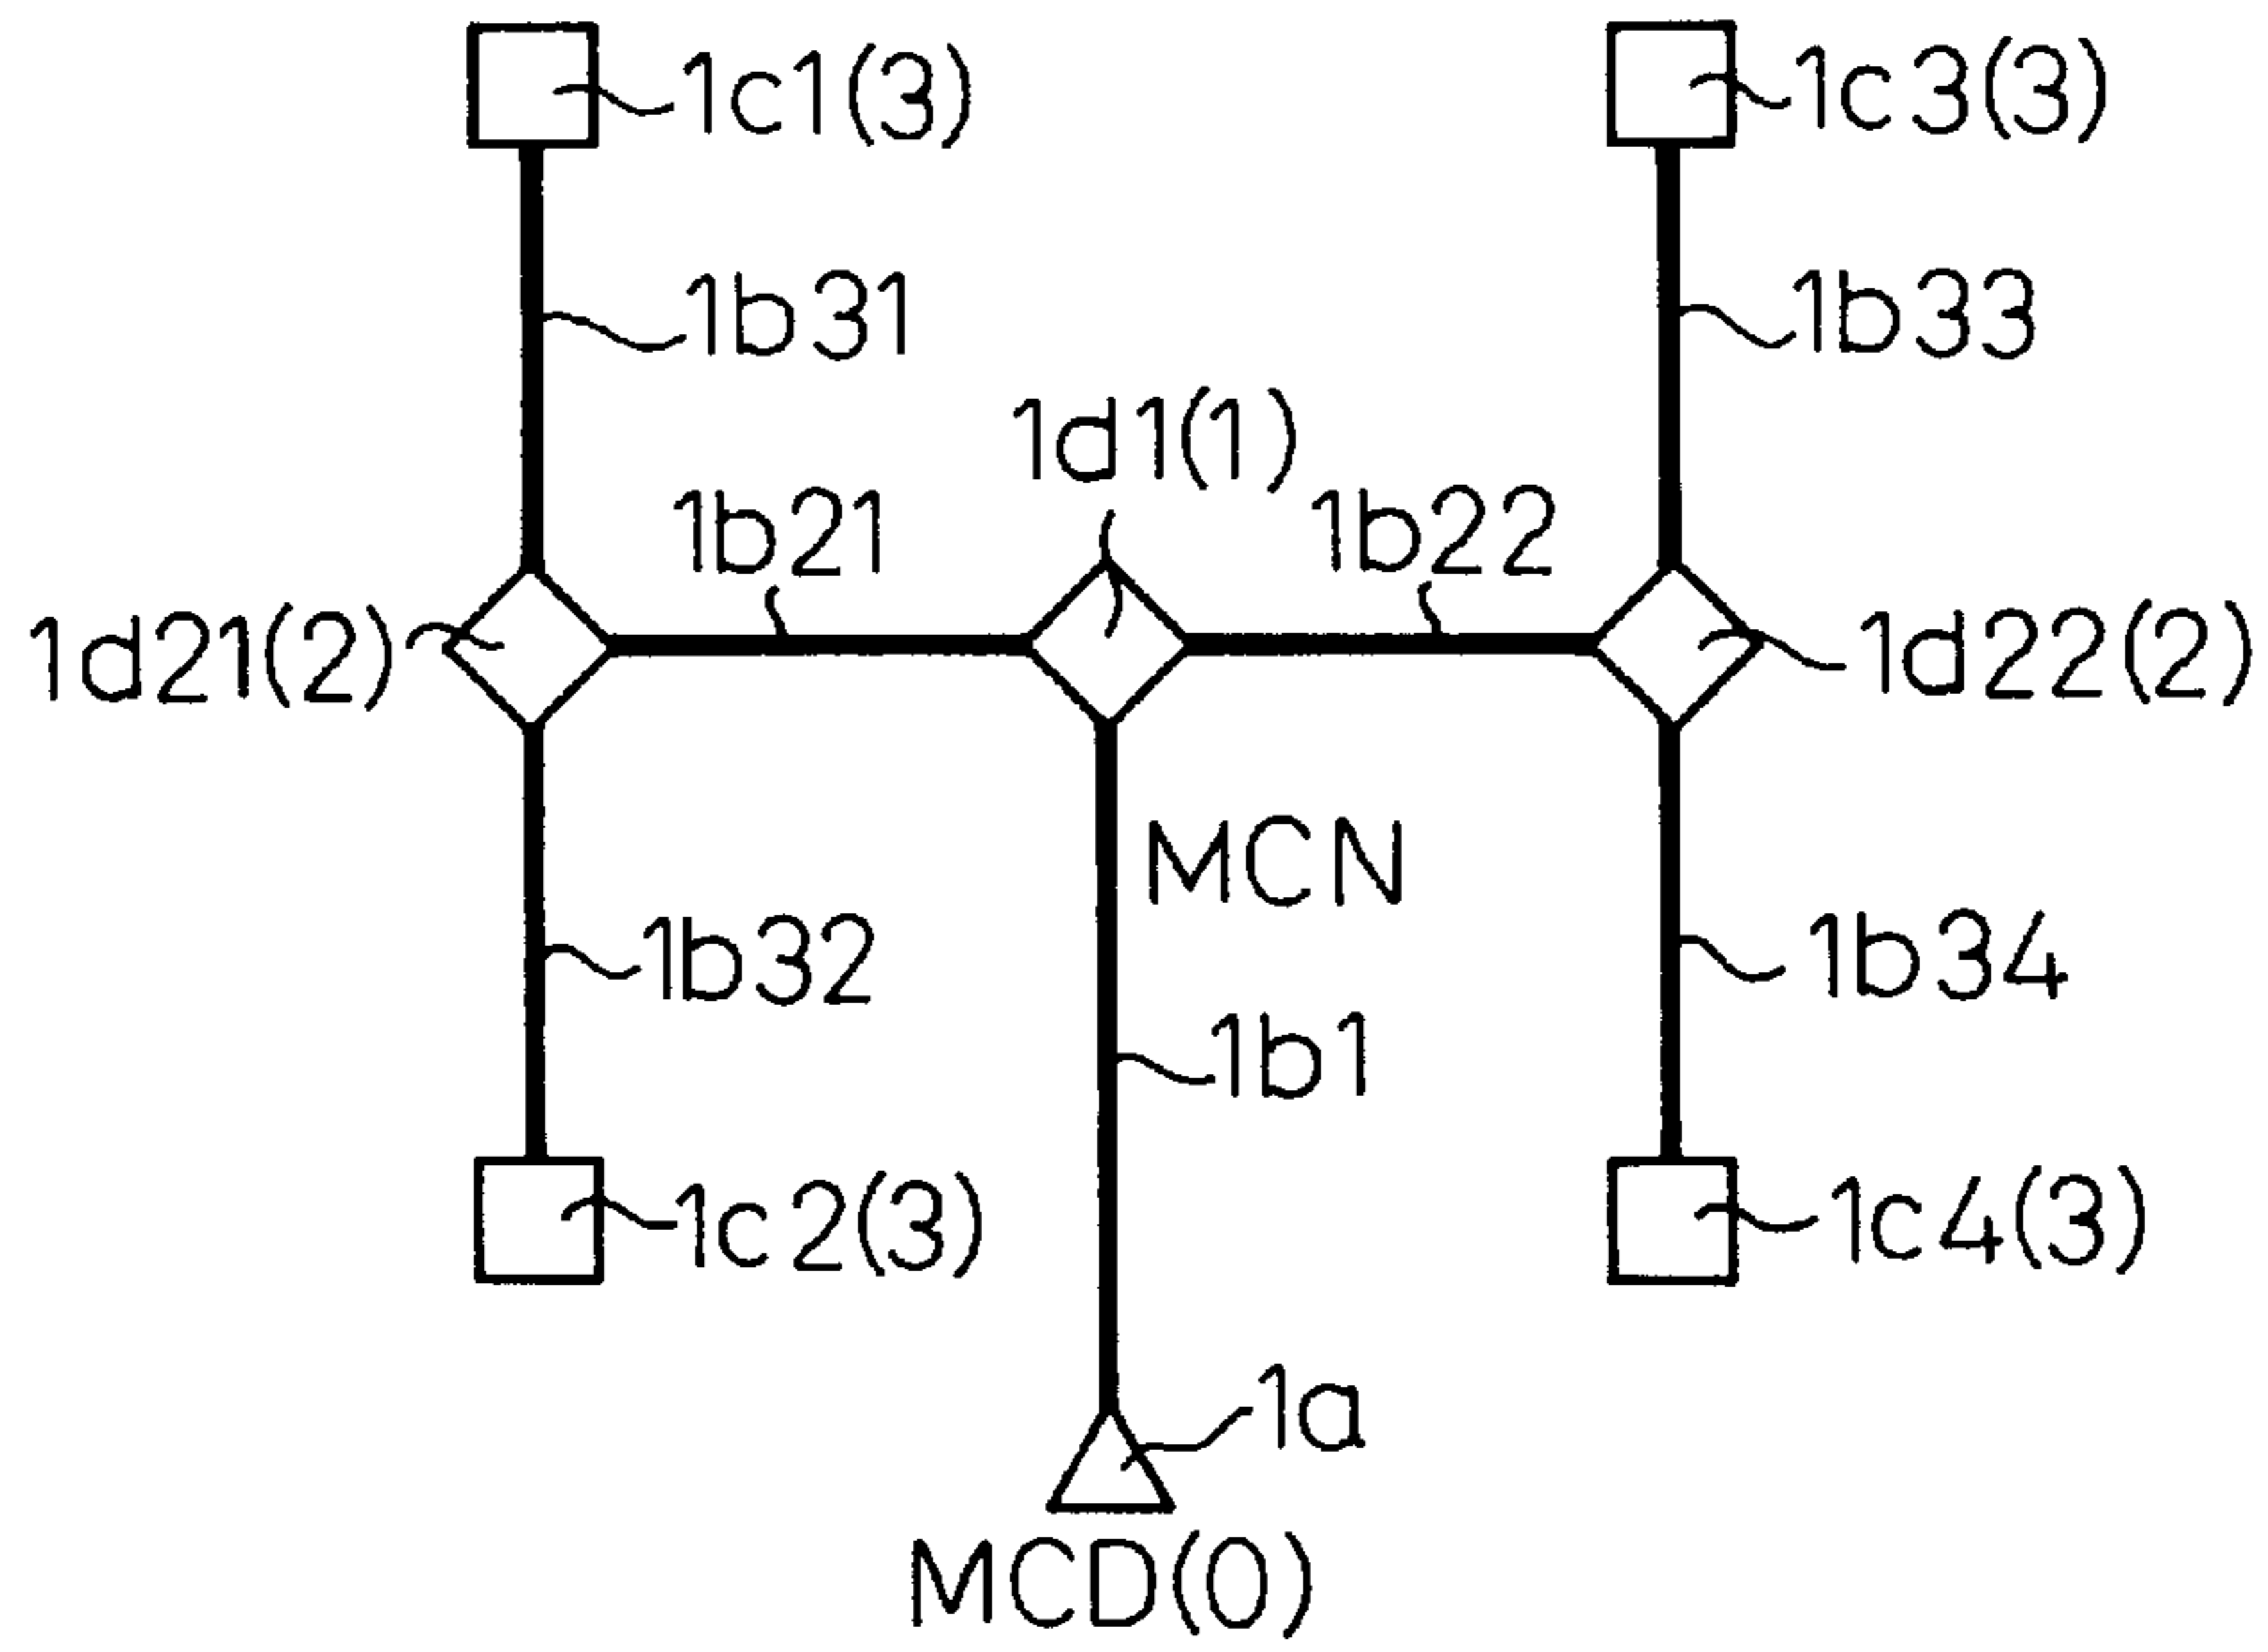 1c1(3)
1c3(3)
1b31
1b33
1d1(1)
1b21
1b22
1d21(2)
1d22(2)
MCN
1b32
1b34
1b1
1c2(3)
1c4(3)
1a
MCD(0)